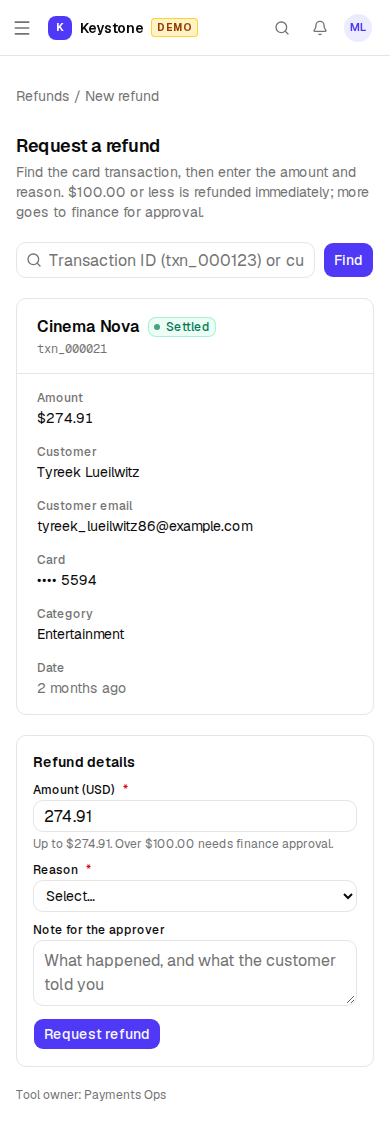 K Keystone DEMO ML
Refunds / New refund
Request a refund
Find the card transaction, then enter the amount and
reason. $100.00 or less is refunded immediately; more
goes to finance for approval.
Transaction ID (txn_000123) or cu Find
Cinema Nova Settled
txn_000021
Amount
$274.91
Customer
Tyreek Lueilwitz
Customer email
tyreek_lueilwitz86@example.com
Card
•••• 5594
Category
Entertainment
Date
2 months ago
Refund details
Amount (USD) *
274.91
Up to $274.91. Over $100.00 needs finance approval.
Reason *
Select...
Note for the approver
What happened, and what the customer
told you
Request refund
Tool owner: Payments Ops